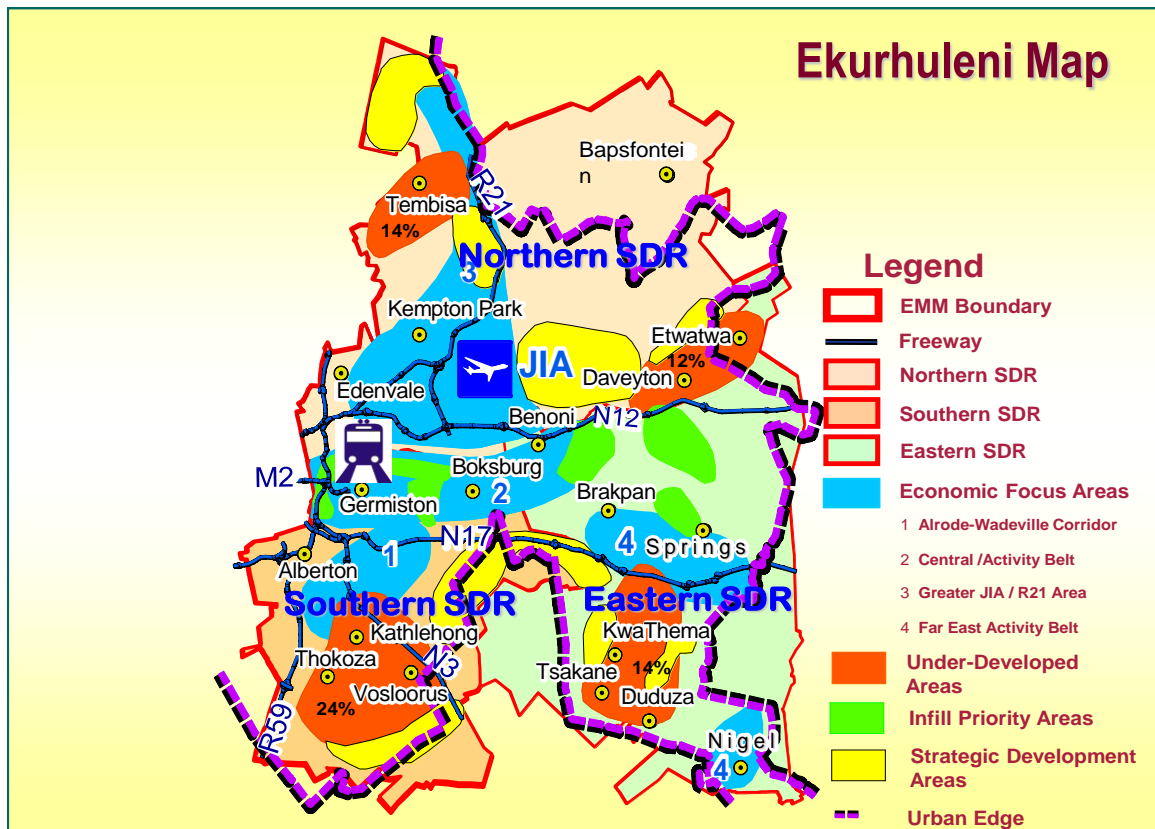 Ekurhuleni Map
Bapsfontei
n
R21
Tembisa
14%
Northern SDR
3
Kempton Park
Etwatwa
12%
JIA
Daveyton
Edenvale
Benoni
N12
M2
Boksburg
2
Germiston
Brakpan
N17
4
Springs
1
Alberton
Southern SDR
Eastern SDR
Kathlehong
KwaThema
N3
Thokoza
14%
Tsakane
Vosloorus
Duduza
24%
R59
Nigel
4
Legend
EMM Boundary
Freeway
Northern SDR
Southern SDR
Eastern SDR
Economic Focus Areas
1 Alrode-Wadeville Corridor
2 Central /Activity Belt
3 Greater JIA / R21 Area
4 Far East Activity Belt
Under-Developed
Areas
Infill Priority Areas
Strategic Development
Areas
Urban Edge